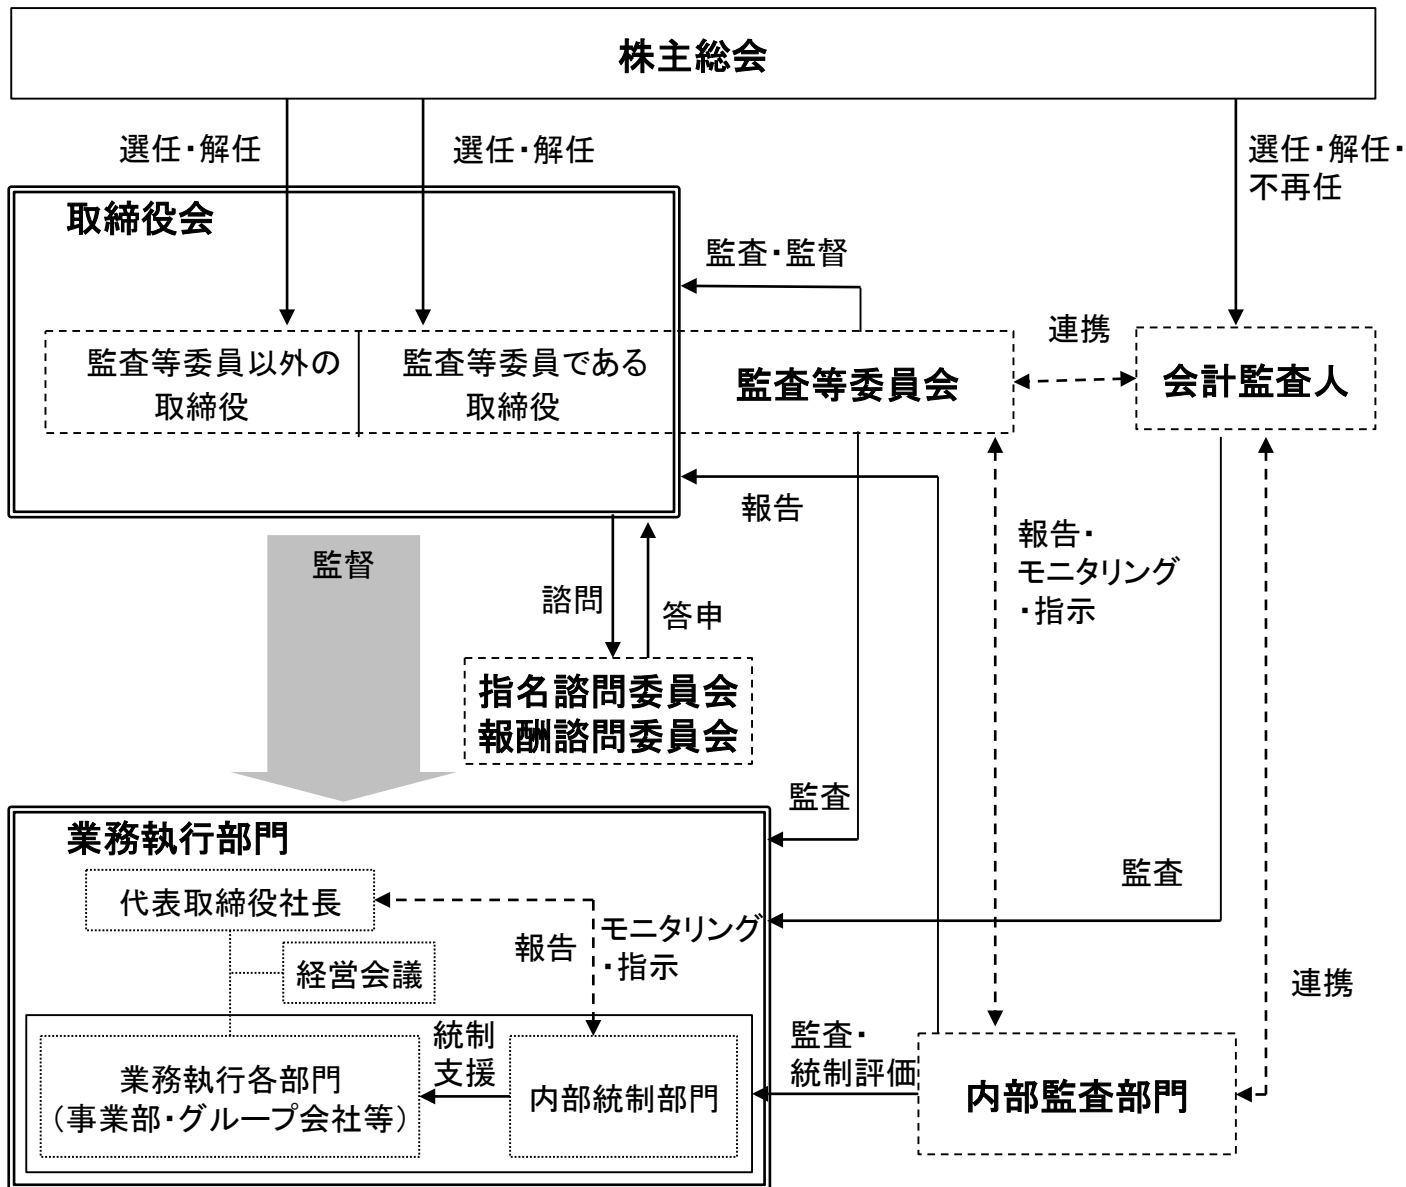 株主総会
選任・解任
選任・解任
選任・解任・
不再任
取締役会
監査・監督
連携
監査等委員以外の
取締役
監査等委員である
取締役
監査等委員会
会計監査人
報告
報告・
モニタリング
・指示
監督
諮問
答申
指名諮問委員会
報酬諮問委員会
監査
業務執行部門
監査
代表取締役社長
報告
モニタリング
・指示
経営会議
連携
統制
支援
監査・
統制評価
業務執行各部門
（事業部・グループ会社等）
内部統制部門
内部監査部門